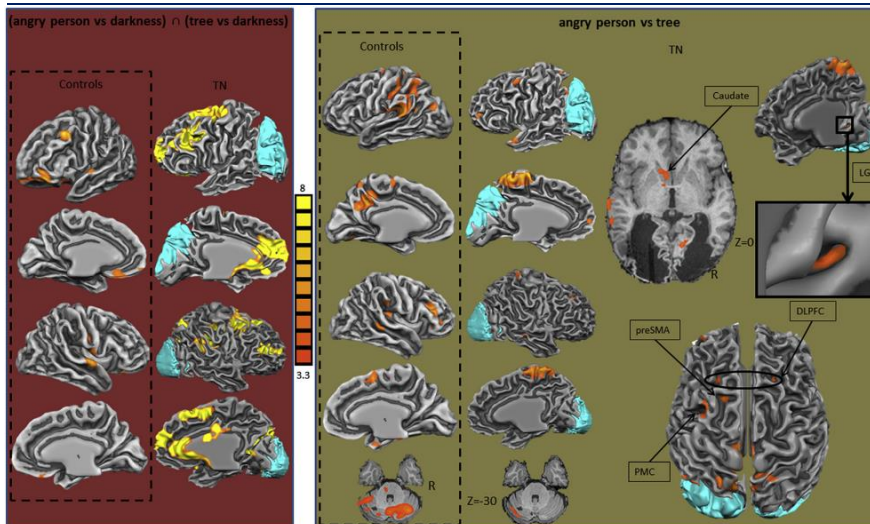 (angry person vs darkness) ∩ (tree vs darkness)
angry person vs tree
Controls
TN
8
3.3
Controls
TN
Caudate
LG
Z=0
R
preSMA
DLPFC
PMC
R
Z=-30